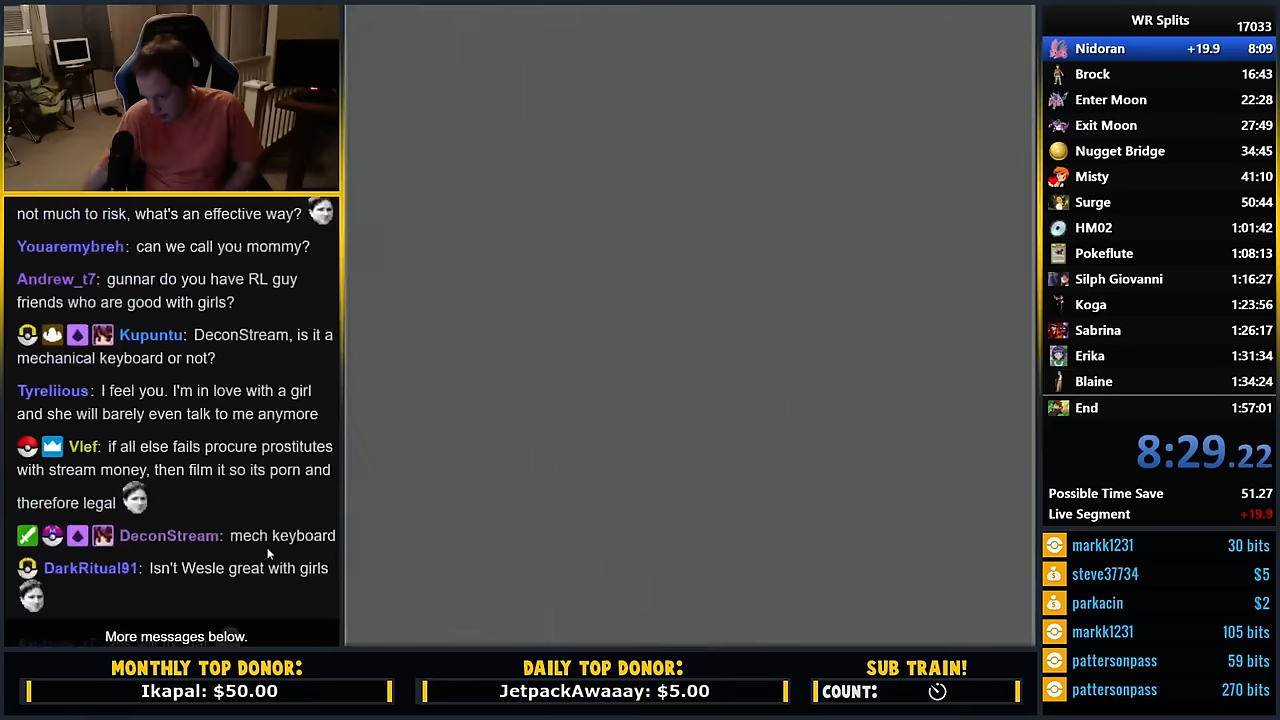 not much to risk, what's an effective way?
Youaremybreh: can we call you mommy?
Andrew_t7: gunnar do you have RL guy
friends who are good with girls?
Kupuntu: DeconStream, is it a
mechanical keyboard or not?
Tyreliious: I feel you. I'm in love with a girl
and she will barely even talk to me anymore
Vlef: if all else fails procure prostitutes
with stream money, then film it so its porn and
therefore legal
DeconStream: mech keyboard
DarkRitual91: Isn't Wesle great with girls
More messages below.
WR Splits
17033
Nidoran +19.9 8:09
Brock 16:43
Enter Moon 22:28
Exit Moon 27:49
Nugget Bridge 34:45
Misty 41:10
Surge 50:44
HM02 1:01:42
Pokeflute 1:08:13
Silph Giovanni 1:16:27
Koga 1:23:56
Sabrina 1:26:17
Erika 1:31:34
Blaine 1:34:24
End 1:57:01
8:29.22
Possible Time Save 51.27
Live Segment +19.9
markk1231 30 bits
steve37734 $5
parkacin $2
markk1231 105 bits
pattersonpass 59 bits
pattersonpass 270 bits
MONTHLY TOP DONOR:
Ikapal: $50.00
DAILY TOP DONOR:
JetpackAwaaay: $5.00
SUB TRAIN!
COUNT: